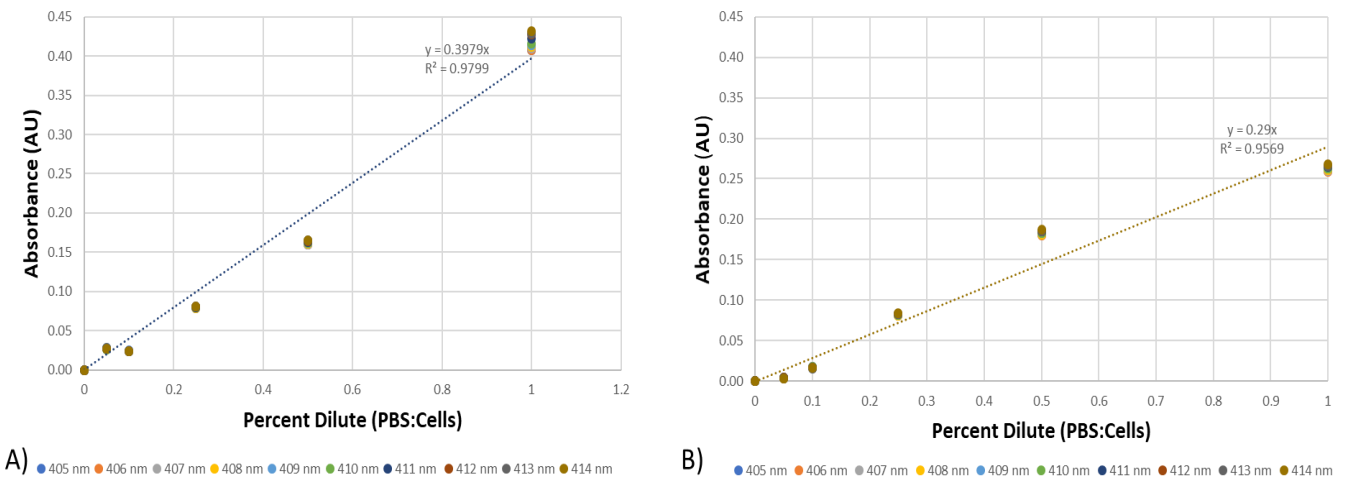 0.45
0.40
0.35
0.30
0.25
0.20
0.15
0.10
0.05
0.00
Absorbance (AU)
y = 0.3979x
R² = 0.9799
0 0.2 0.4 0.6 0.8 1 1.2
Percent Dilute (PBS:Cells)
A)
405 nm 406 nm 407 nm 408 nm 409 nm 410 nm 411 nm 412 nm 413 nm 414 nm
0.45
0.40
0.35
0.30
0.25
0.20
0.15
0.10
0.05
0.00
Absorbance (AU)
y = 0.29x
R² = 0.9569
0 0.1 0.2 0.3 0.4 0.5 0.6 0.7 0.8 0.9 1
Percent Dilute (PBS:Cells)
B)
405 nm 406 nm 407 nm 408 nm 409 nm 410 nm 411 nm 412 nm 413 nm 414 nm